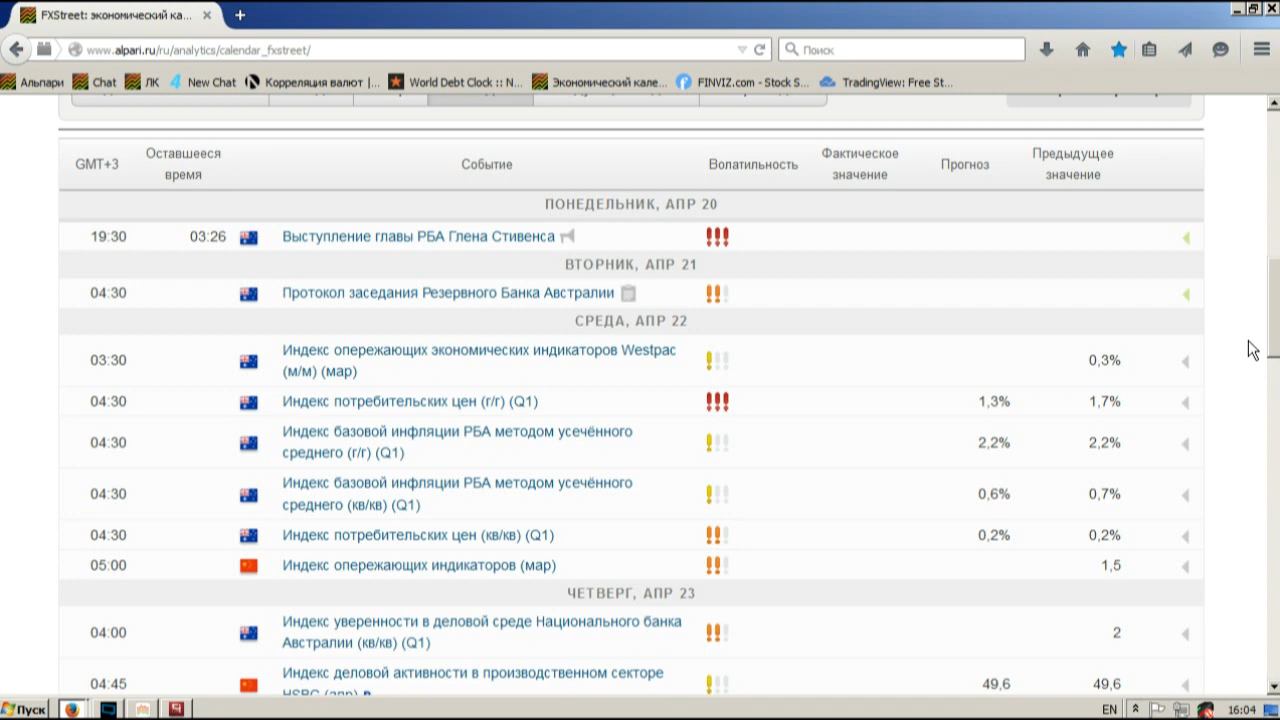 FXStreet: экономический ка...
www.alpari.ru/ru/analytics/calendar_fxstreet/
Поиск
Альпари Chat ЛК New Chat Корреляция валют |... World Debt Clock :: N... Экономический кале... FINVIZ.com - Stock S... TradingView: Free St...
GMT+3 Оставшееся время Событие Волатильность Фактическое значение Прогноз Предыдущее значение
ПОНЕДЕЛЬНИК, АПР 20
19:30 03:26 Выступление главы РБА Глена Стивенса
ВТОРНИК, АПР 21
04:30 Протокол заседания Резервного Банка Австралии
СРЕДА, АПР 22
03:30 Индекс опережающих экономических индикаторов Westpac
(м/м) (мар) 0,3%
04:30 Индекс потребительских цен (г/г) (Q1) 1,3% 1,7%
04:30 Индекс базовой инфляции РБА методом усечённого
среднего (г/г) (Q1) 2,2% 2,2%
04:30 Индекс базовой инфляции РБА методом усечённого
среднего (кв/кв) (Q1) 0,6% 0,7%
04:30 Индекс потребительских цен (кв/кв) (Q1) 0,2% 0,2%
05:00 Индекс опережающих индикаторов (мар) 1,5
ЧЕТВЕРГ, АПР 23
04:00 Индекс уверенности в деловой среде Национального банка
Австралии (кв/кв) (Q1) 2
04:45 Индекс деловой активности в производственном секторе
HSBC (апр) 49,6 49,6
Пуск EN 16:04